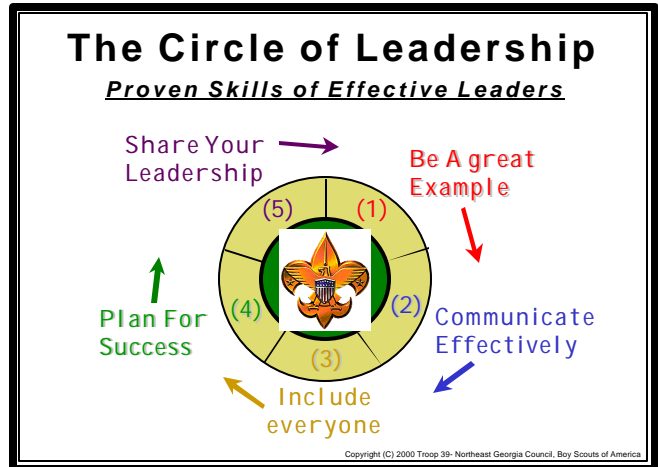 The Circle of Leadership
Proven Skills of Effective Leaders
Share Your
Leadership
Be A great
Example
(5)
(1)
(4)
(2)
Plan For
Success
Communicate
Effectively
(3)
Include
everyone
Copyright (C) 2000 Troop 39- Northeast Georgia Council, Boy Scouts of America